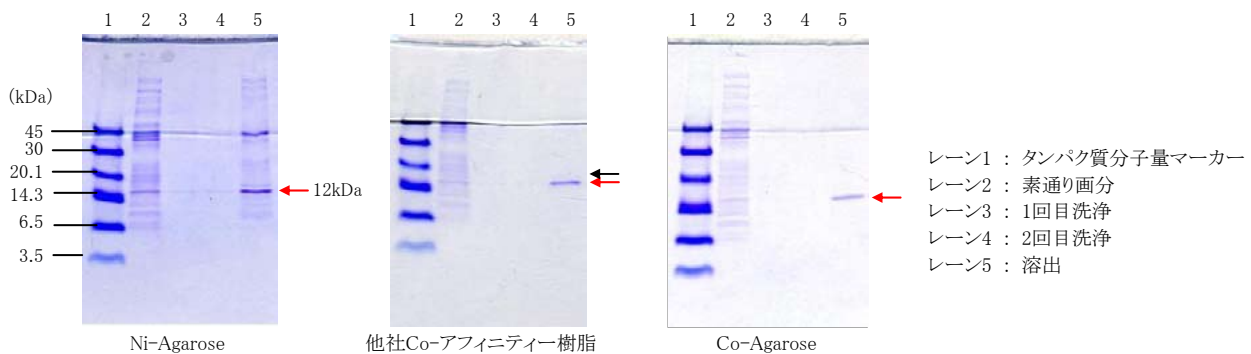 1 2 3 4 5
1 2 3 4 5
1 2 3 4 5
(kDa)
45
30
20.1
14.3
6.5
3.5
12kDa
Ni-Agarose
他社Co-アフィニティー樹脂
Co-Agarose
レーン1 : タンパク質分子量マーカー
レーン2 : 素通り画分
レーン3 : 1回目洗浄
レーン4 : 2回目洗浄
レーン5 : 溶出